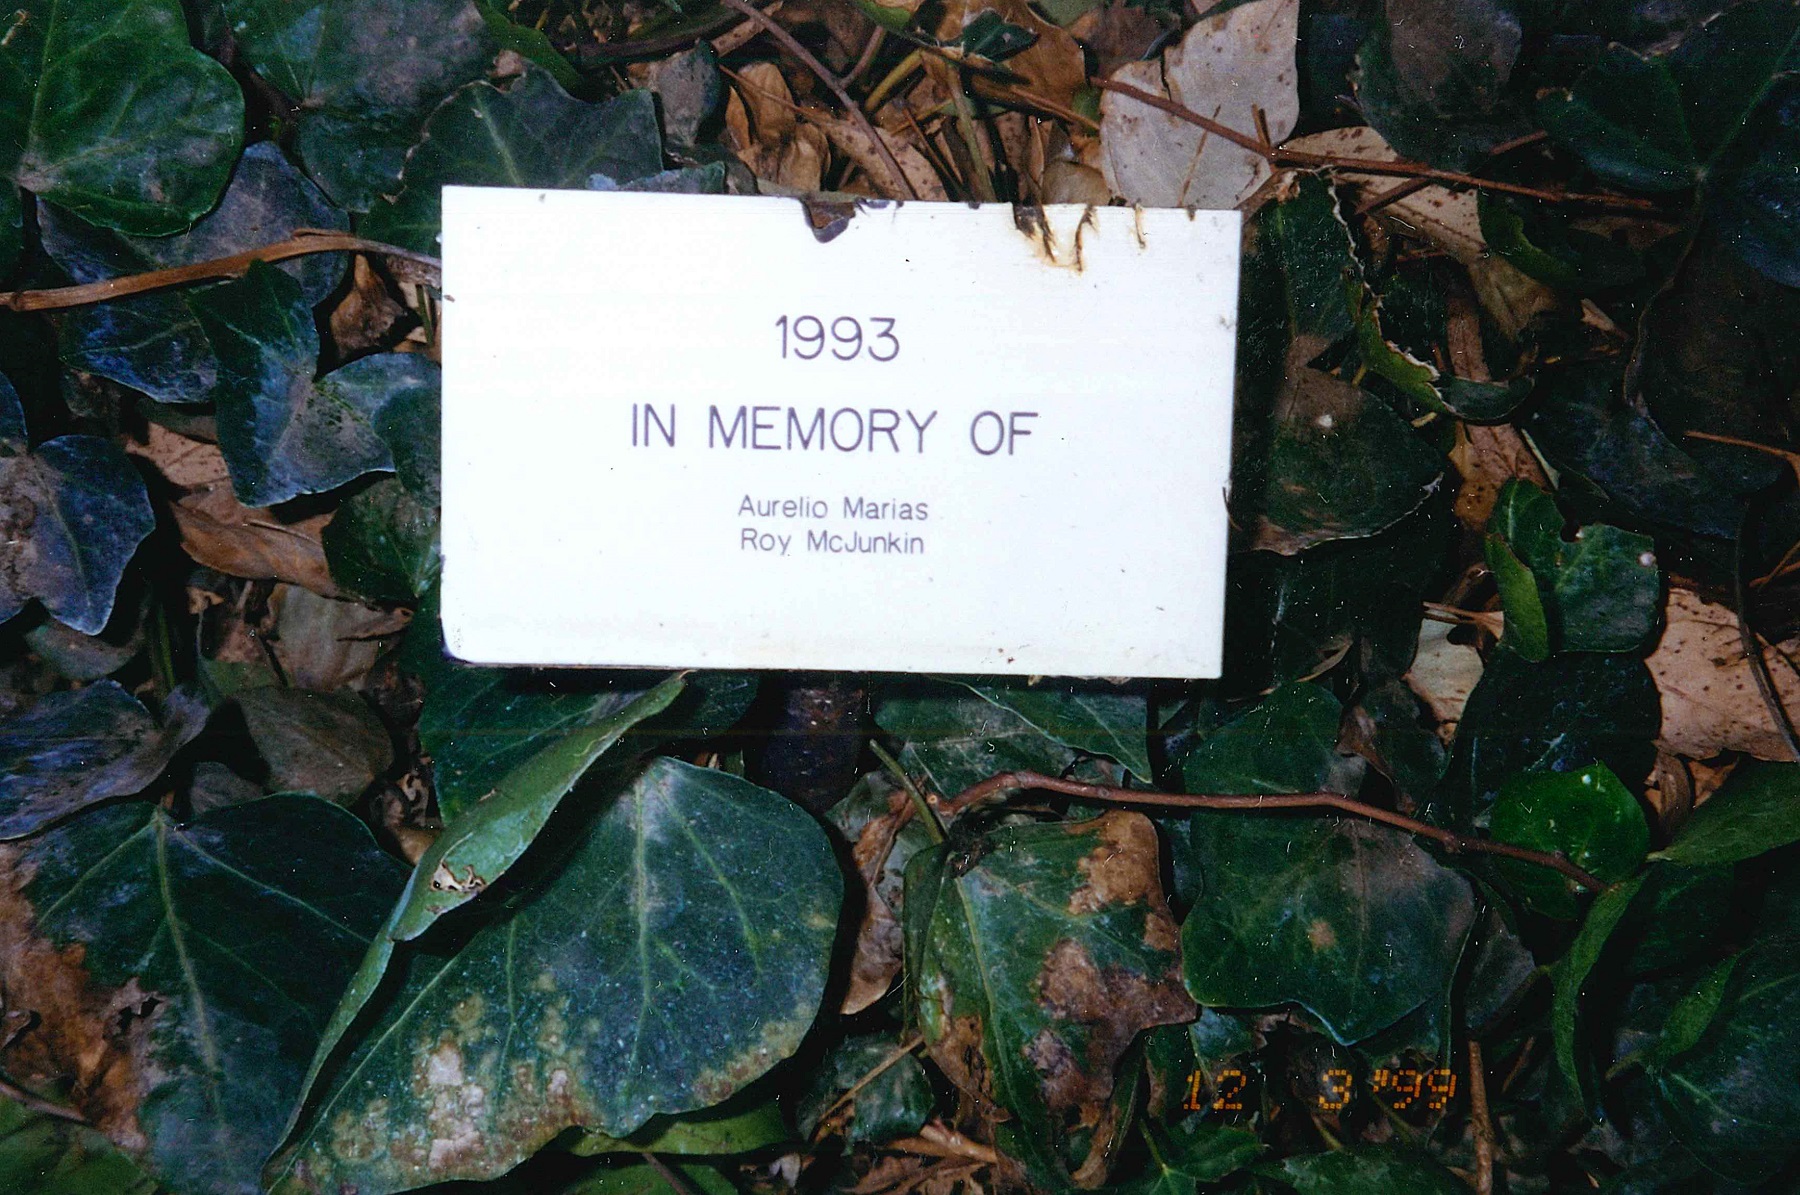 1993
IN MEMORY OF
Aurelio Marias
Roy McJunkin
12 3 '99